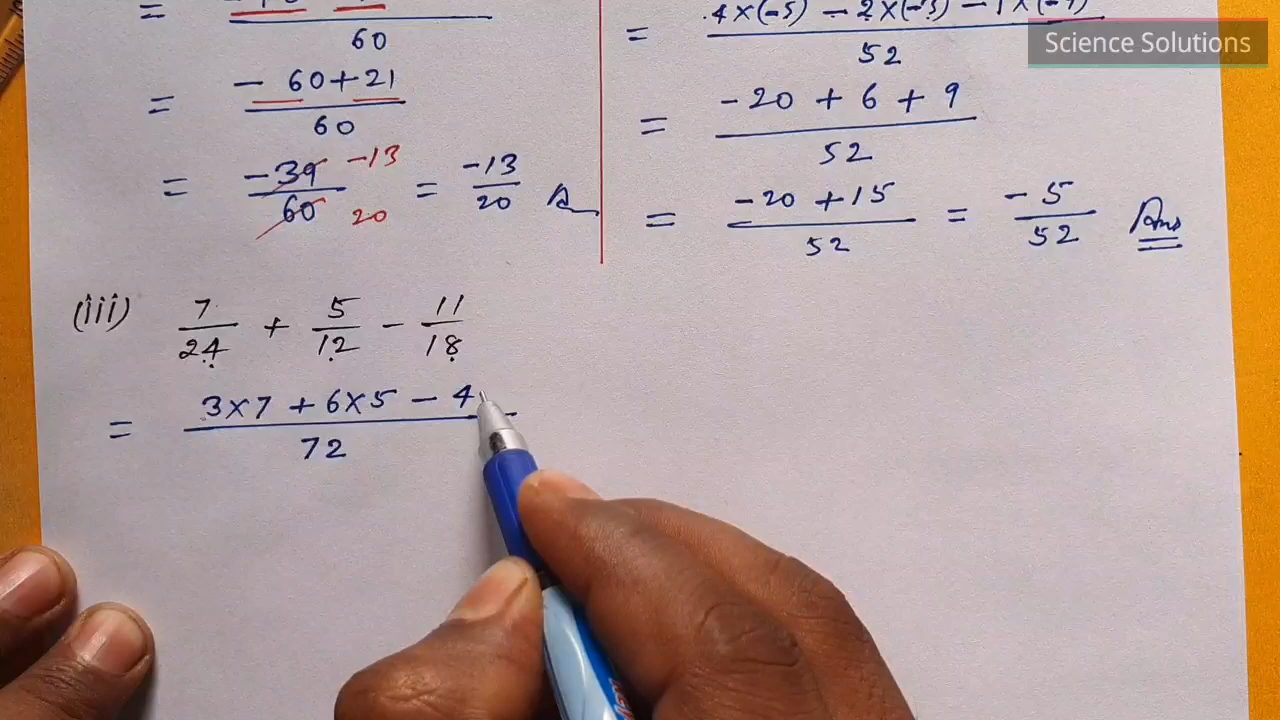 =
60
= - 60 + 21
60
= -39 -13 = -13
60 20 20
4×(-5) - 2×(-3) - 1×(-9)
=
52
= -20 + 6 + 9
52
= -20 + 15 = -5 Ans
52 52
(iii) 7 + 5 - 11
24 12 18
= 3×7 + 6×5 - 4
72
Science Solutions